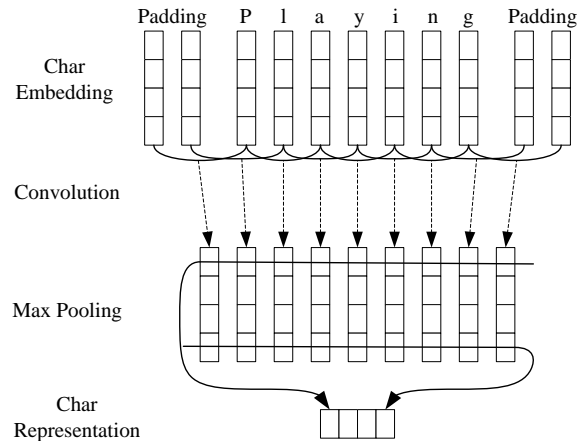 Padding P l a y i n g Padding
Char
Embedding
Convolution
Max Pooling
Char
Representation